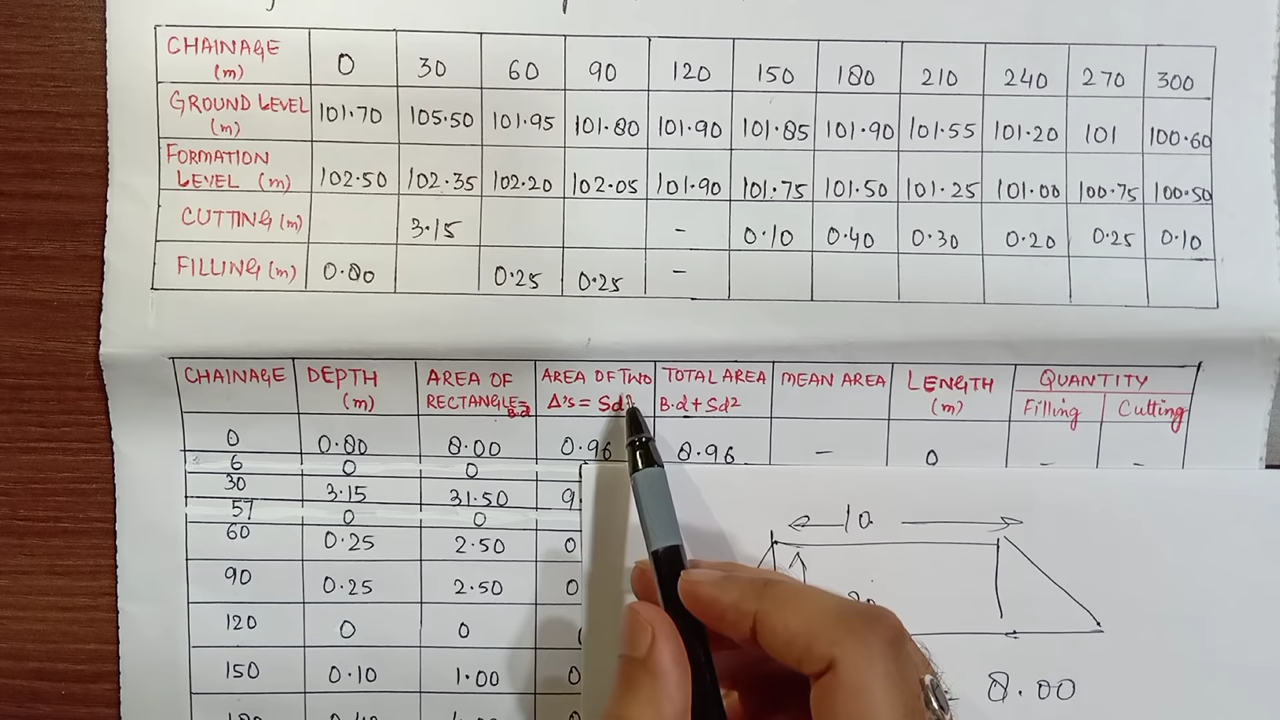 CHAINAGE (m) 0 30 60 90 120 150 180 210 240 270 300
GROUND LEVEL (m) 101.70 105.50 101.95 101.80 101.90 101.85 101.90 101.55 101.20 101 100.60
FORMATION LEVEL (m) 102.50 102.35 102.20 102.05 101.90 101.75 101.50 101.25 101.00 100.75 100.50
CUTTING (m) 3.15 - 0.10 0.40 0.30 0.20 0.25 0.10
FILLING (m) 0.80 0.25 0.25 -
CHAINAGE DEPTH (m) AREA OF RECTANGLE= B.d AREA OF TWO Δ's = Sd² TOTAL AREA B.d + Sd² MEAN AREA LENGTH (m) QUANTITY Filling Cutting
0 0.80 8.00 0.96 8.96 - 0 - -
6 0 0
30 3.15 31.50 9
57 0 0
60 0.25 2.50 0
90 0.25 2.50 0
120 0 0
150 0.10 1.00 0
10
8.00